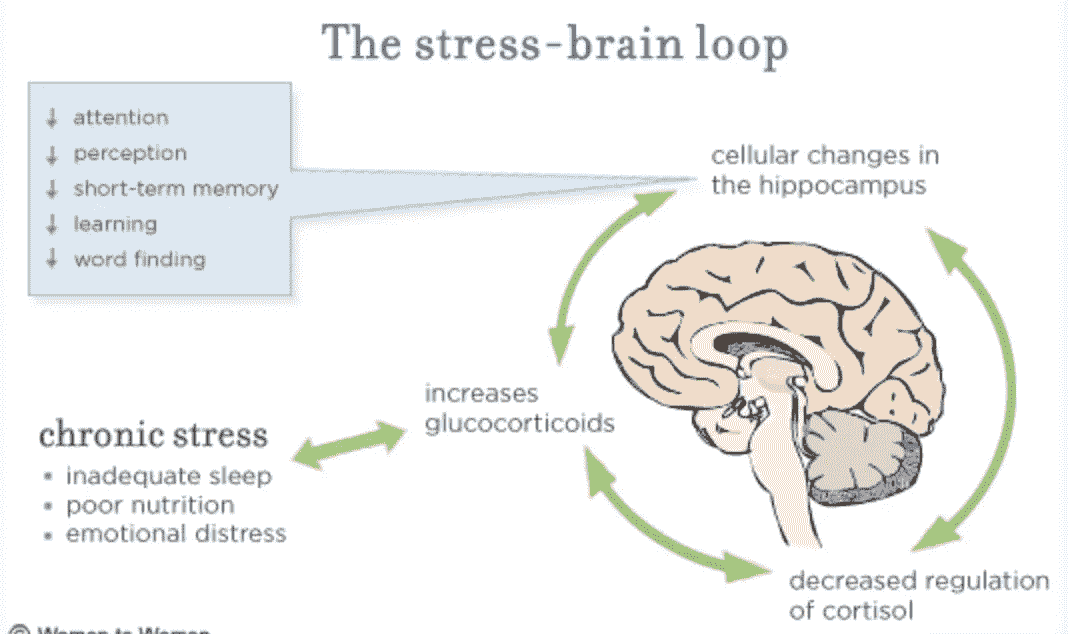 The stress-brain loop
↓ attention
↓ perception
↓ short-term memory
↓ learning
↓ word finding
cellular changes in
the hippocampus
increases
glucocorticoids
chronic stress
▪ inadequate sleep
▪ poor nutrition
▪ emotional distress
decreased regulation
of cortisol
© Women to Women